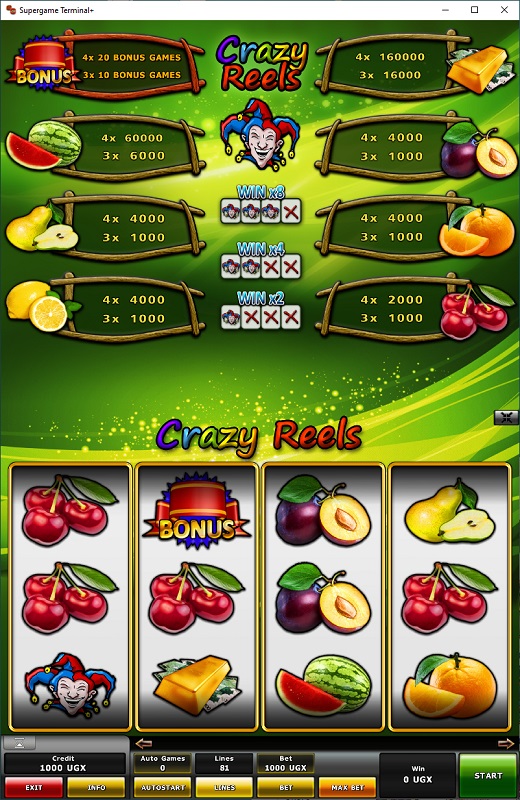 Supergame Terminal+
BONUS
4x 20 BONUS GAMES
3x 10 BONUS GAMES
Crazy
Reels
4x 160000
3x 16000
4x 60000
3x 6000
4x 4000
3x 1000
WIN x8
4x 4000
3x 1000
4x 4000
3x 1000
WIN x4
WIN x2
4x 4000
3x 1000
4x 2000
3x 1000
Crazy Reels
BONUS
Credit
1000 UGX
Auto Games
0
Lines
81
Bet
1000 UGX
Win
0 UGX
START
EXIT
INFO
AUTOSTART
LINES
BET
MAX BET